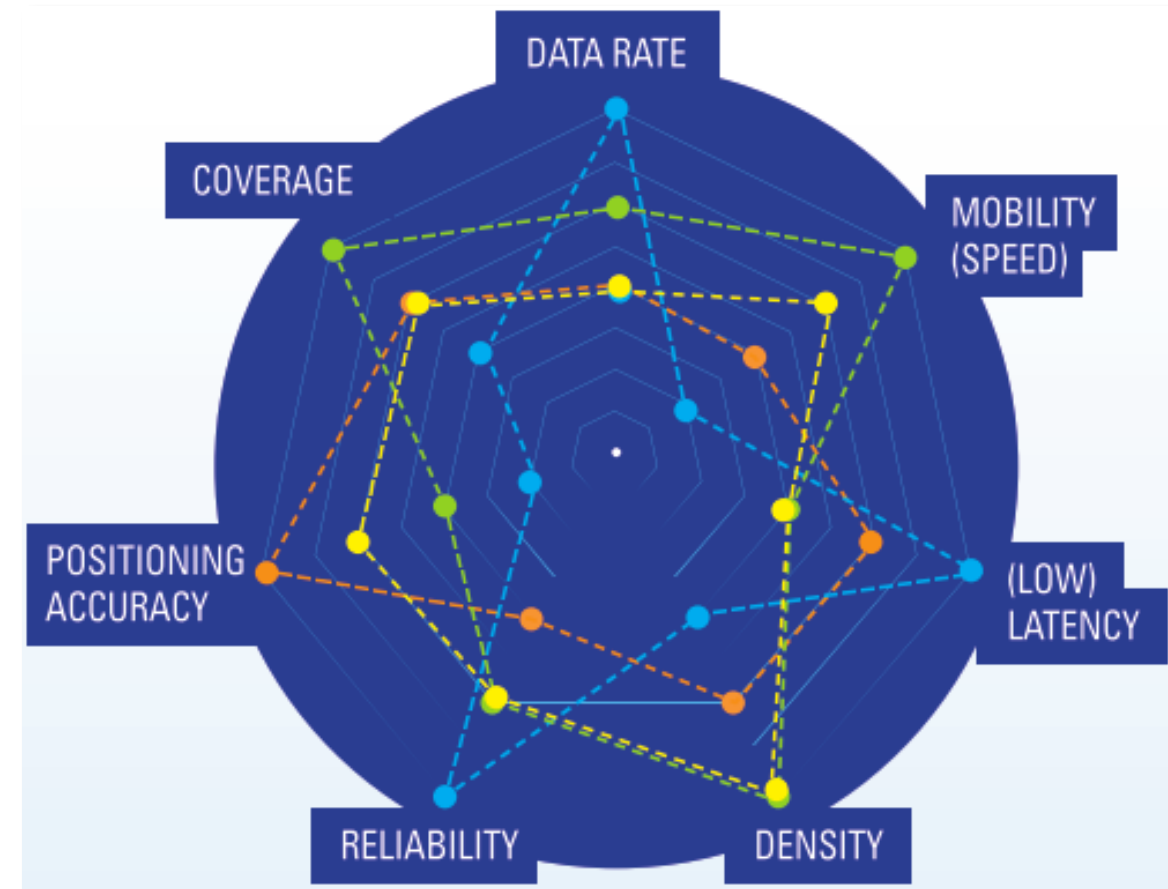 DATA RATE
COVERAGE
MOBILITY
(SPEED)
POSITIONING
ACCURACY
(LOW)
LATENCY
RELIABILITY
DENSITY